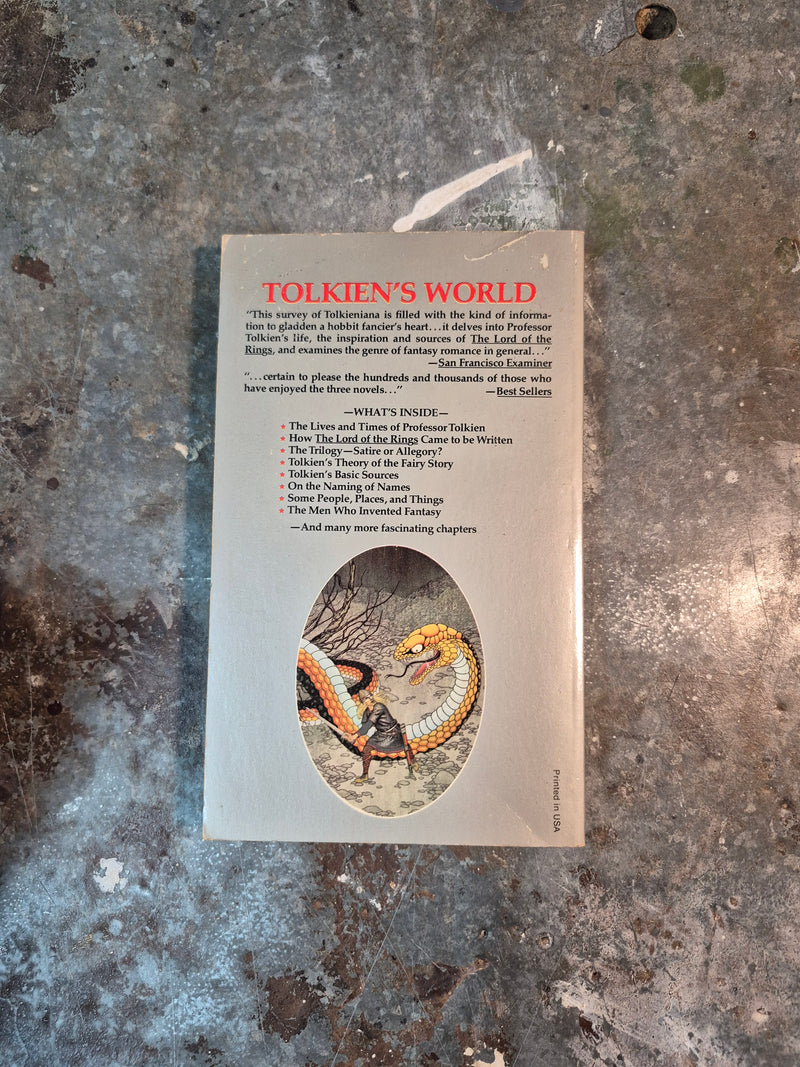 TOLKIEN'S WORLD
"This survey of Tolkieniana is filled with the kind of informa-
tion to gladden a hobbit fancier's heart...it delves into Professor
Tolkien's life, the inspiration and sources of The Lord of the
Rings, and examines the genre of fantasy romance in general..."
—San Francisco Examiner
"...certain to please the hundreds and thousands of those who
have enjoyed the three novels..." —Best Sellers
—WHAT'S INSIDE—
★ The Lives and Times of Professor Tolkien
★ How The Lord of the Rings Came to be Written
★ The Trilogy—Satire or Allegory?
★ Tolkien's Theory of the Fairy Story
★ Tolkien's Basic Sources
★ On the Naming of Names
★ Some People, Places, and Things
★ The Men Who Invented Fantasy
—And many more fascinating chapters
Printed in USA